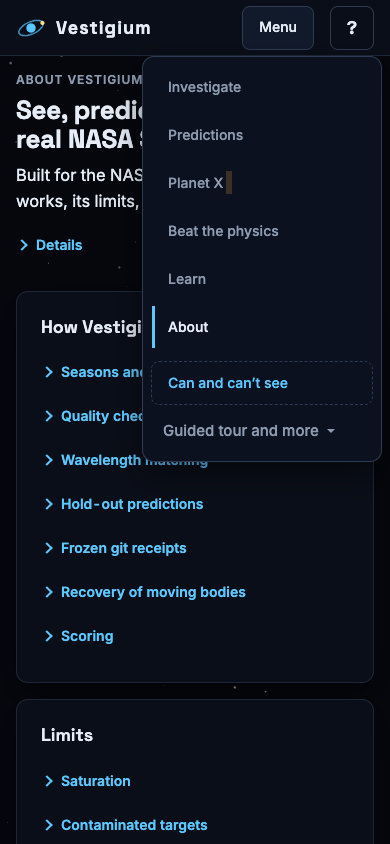 Vestigium
Menu
?
ABOUT VESTIGIUM
See, predic
real NASA
Built for the NAS
works, its limits,
Details
Investigate
Predictions
Planet X
Beat the physics
Learn
About
Can and can’t see
Guided tour and more
How Vestigi
Seasons and
Quality chec
Wavelength matching
Hold-out predictions
Frozen git receipts
Recovery of moving bodies
Scoring
Limits
Saturation
Contaminated targets